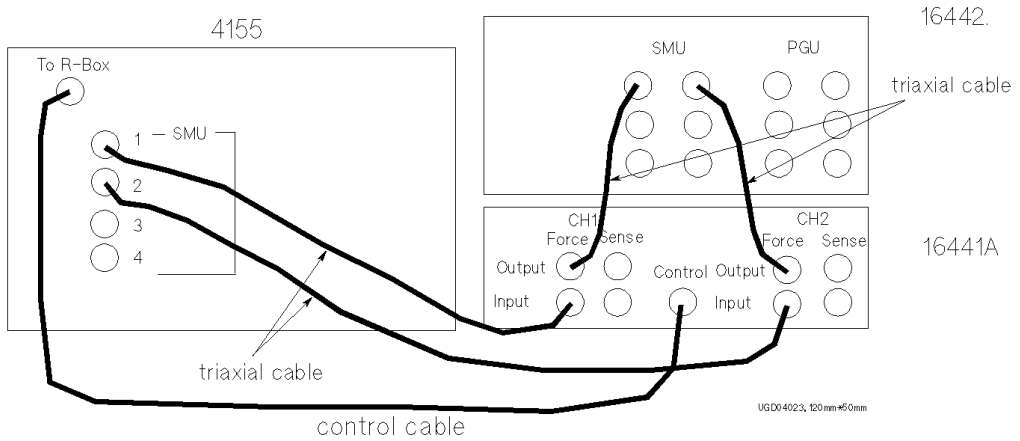 4155
16442.
To R-Box
SMU
PGU
triaxial cable
1
SMU
2
3
4
CH1
CH2
Force
Sense
Force
Sense
16441A
Output
Control
Output
Input
Input
triaxial cable
control cable
UGD04023, 120mm*50mm